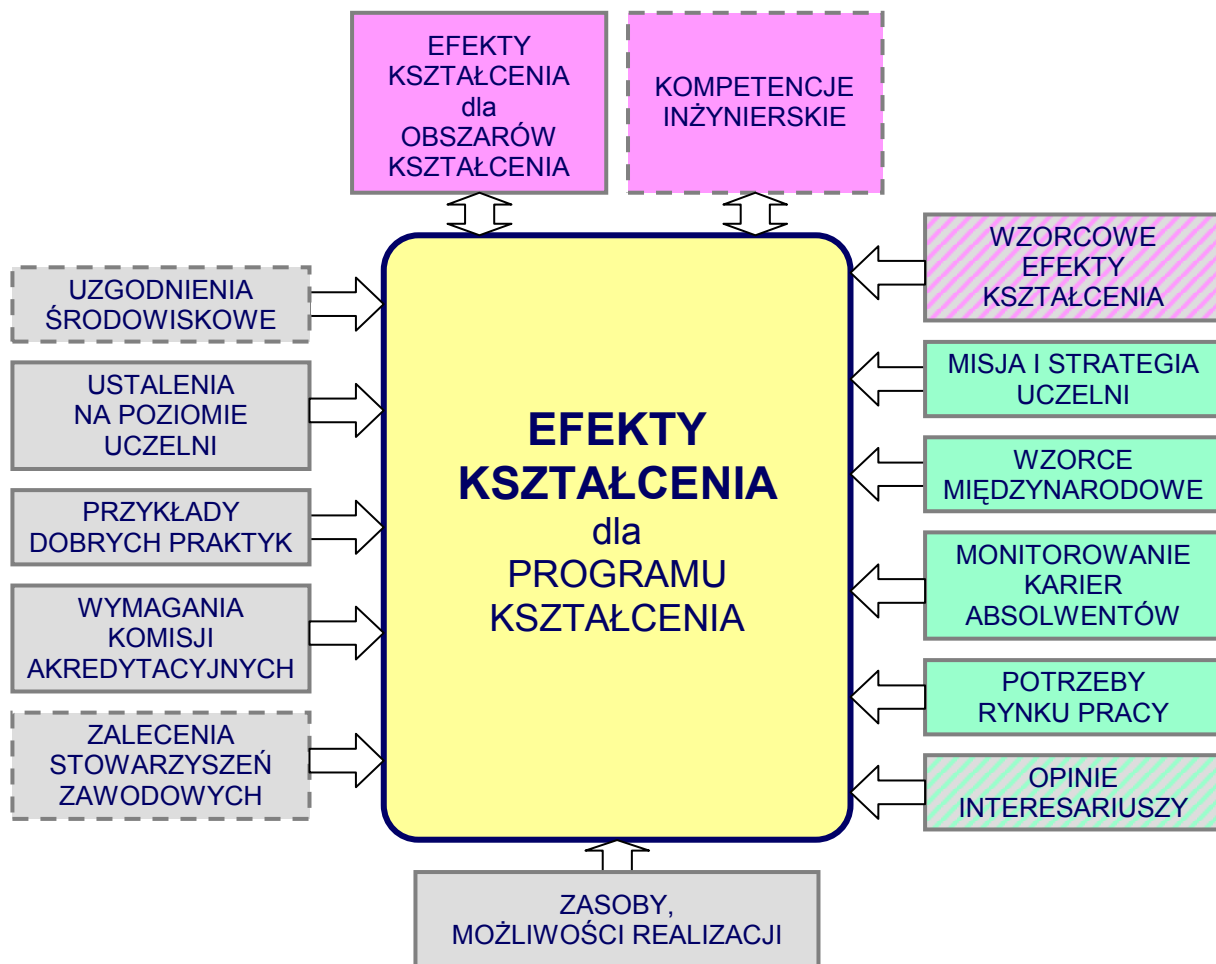 EFEKTY
KSZTAŁCENIA
dla
OBSZARÓW
KSZTAŁCENIA
KOMPETENCJE
INŻYNIERSKIE
UZGODNIENIA
ŚRODOWISKOWE
USTALENIA
NA POZIOMIE
UCZELNI
PRZYKŁADY
DOBRYCH PRAKTYK
WYMAGANIA
KOMISJI
AKREDYTACYJNYCH
ZALECENIA
STOWARZYSZEŃ
ZAWODOWYCH
EFEKTY
KSZTAŁCENIA
dla
PROGRAMU
KSZTAŁCENIA
WZORCOWE
EFEKTY
KSZTAŁCENIA
MISJA I STRATEGIA
UCZELNI
WZORCE
MIĘDZYNARODOWE
MONITOROWANIE
KARIER
ABSOLWENTÓW
POTRZEBY
RYNKU PRACY
OPINIE
INTERESARIUSZY
ZASOBY,
MOŻLIWOŚCI REALIZACJI